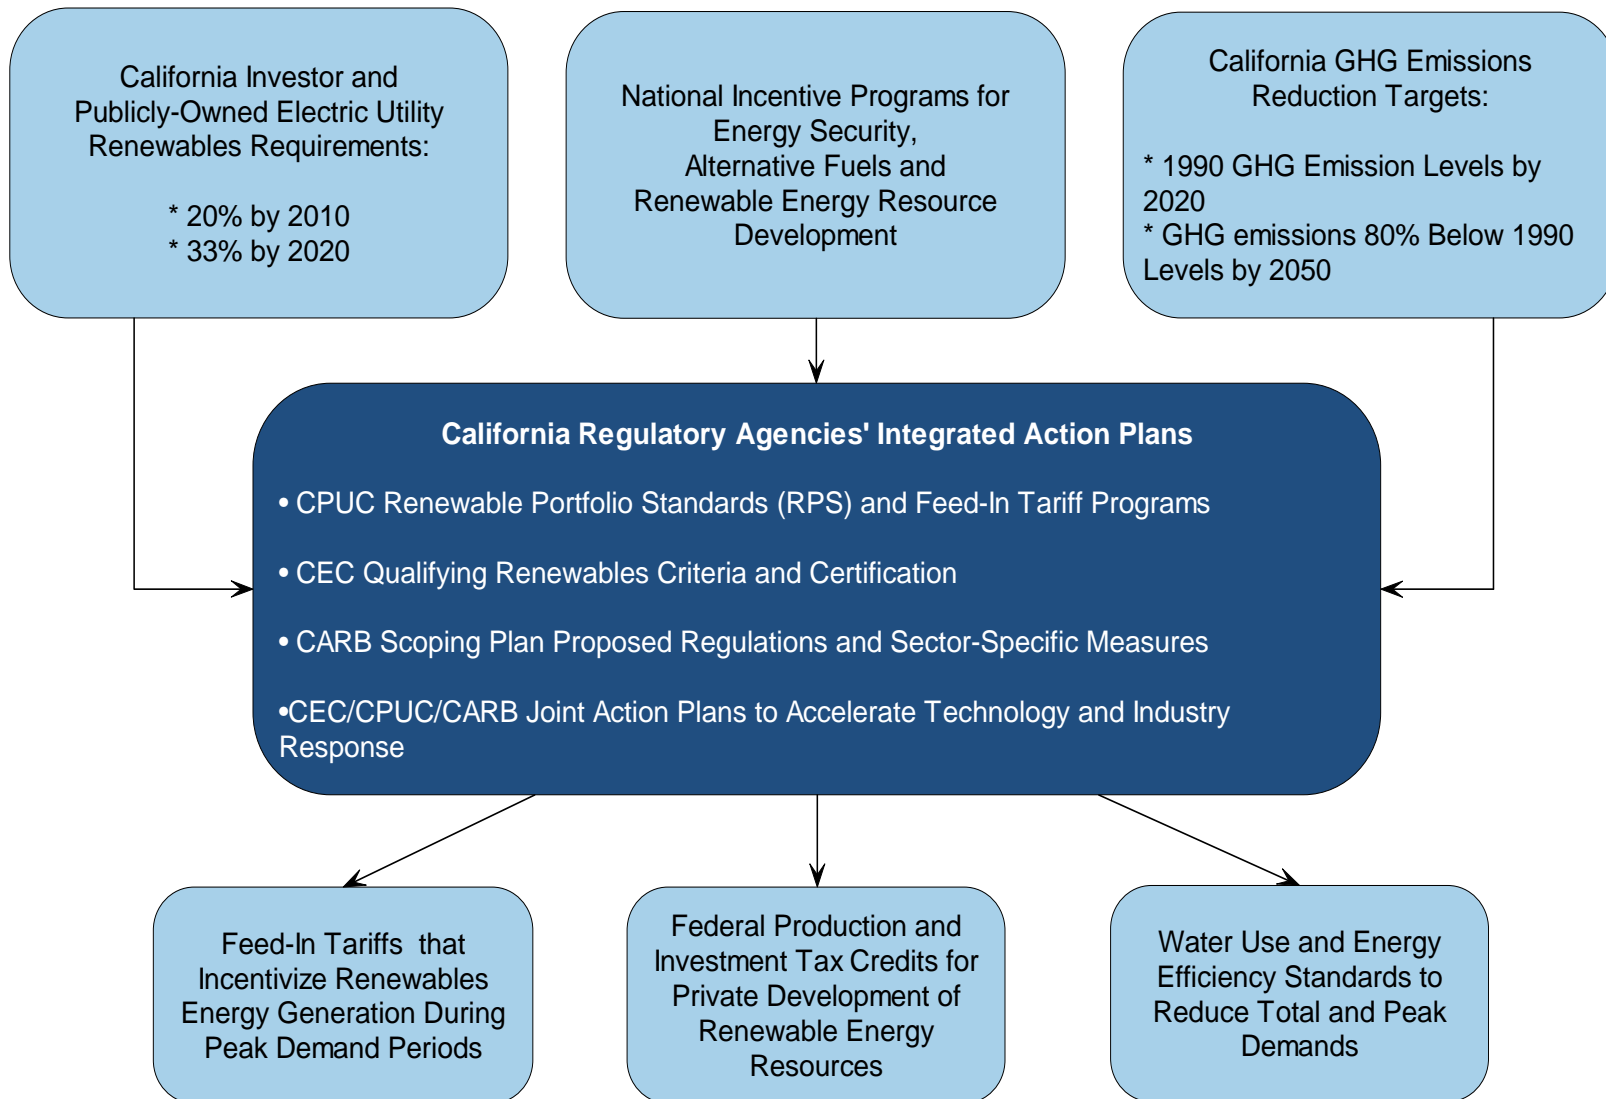 California Investor and
Publicly-Owned Electric Utility
Renewables Requirements:
* 20% by 2010
* 33% by 2020
National Incentive Programs for
Energy Security,
Alternative Fuels and
Renewable Energy Resource
Development
California GHG Emissions
Reduction Targets:
* 1990 GHG Emission Levels by
2020
* GHG emissions 80% Below 1990
Levels by 2050
California Regulatory Agencies' Integrated Action Plans
• CPUC Renewable Portfolio Standards (RPS) and Feed-In Tariff Programs
• CEC Qualifying Renewables Criteria and Certification
• CARB Scoping Plan Proposed Regulations and Sector-Specific Measures
•CEC/CPUC/CARB Joint Action Plans to Accelerate Technology and Industry
Response
Feed-In Tariffs that
Incentivize Renewables
Energy Generation During
Peak Demand Periods
Federal Production and
Investment Tax Credits for
Private Development of
Renewable Energy
Resources
Water Use and Energy
Efficiency Standards to
Reduce Total and Peak
Demands